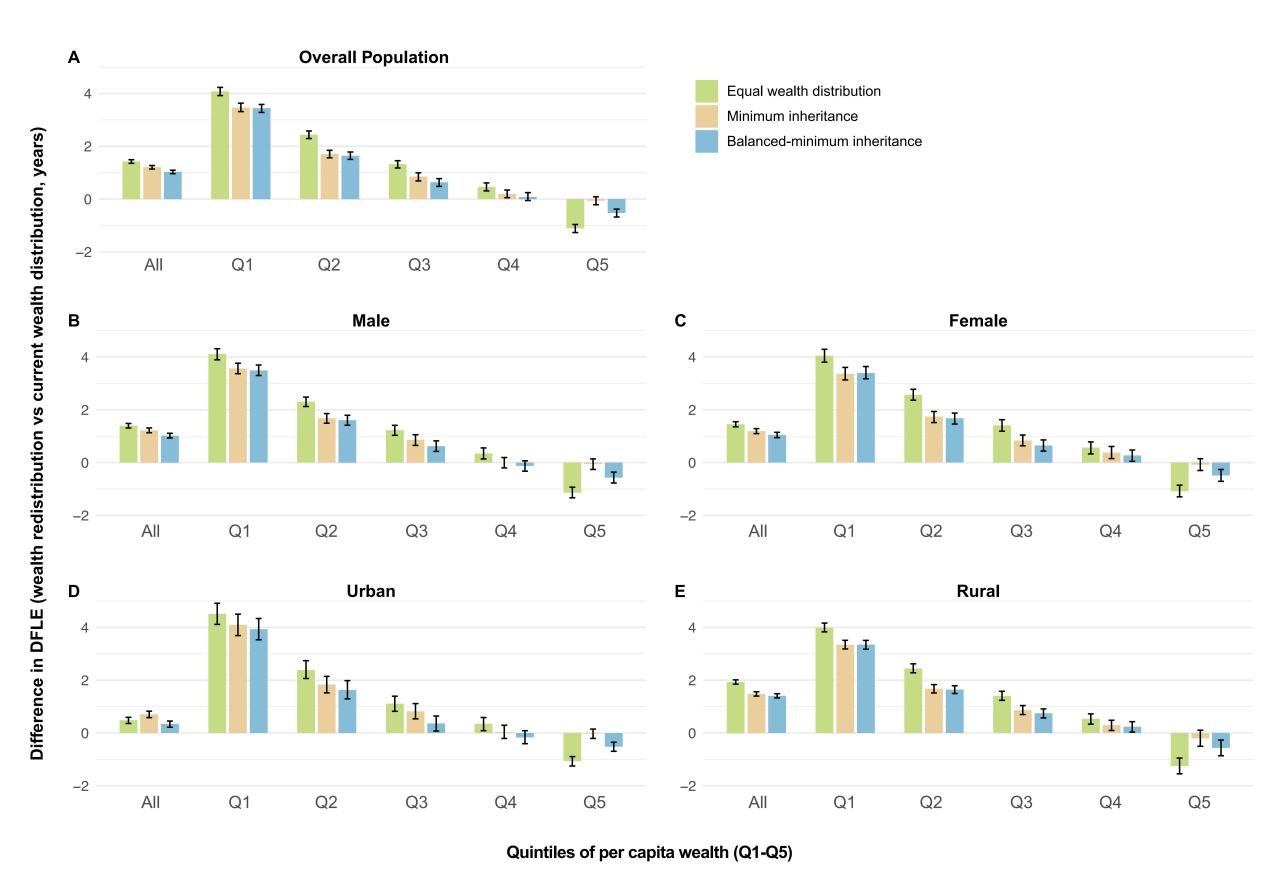 A
Overall Population
Equal wealth distribution
Minimum inheritance
Balanced-minimum inheritance
Difference in DFLE (wealth redistribution vs current wealth distribution, years)
4
2
0
−2
All Q1 Q2 Q3 Q4 Q5
B
Male
4
2
0
−2
All Q1 Q2 Q3 Q4 Q5
C
Female
4
2
0
−2
All Q1 Q2 Q3 Q4 Q5
D
Urban
4
2
0
−2
All Q1 Q2 Q3 Q4 Q5
E
Rural
4
2
0
−2
All Q1 Q2 Q3 Q4 Q5
Quintiles of per capita wealth (Q1-Q5)